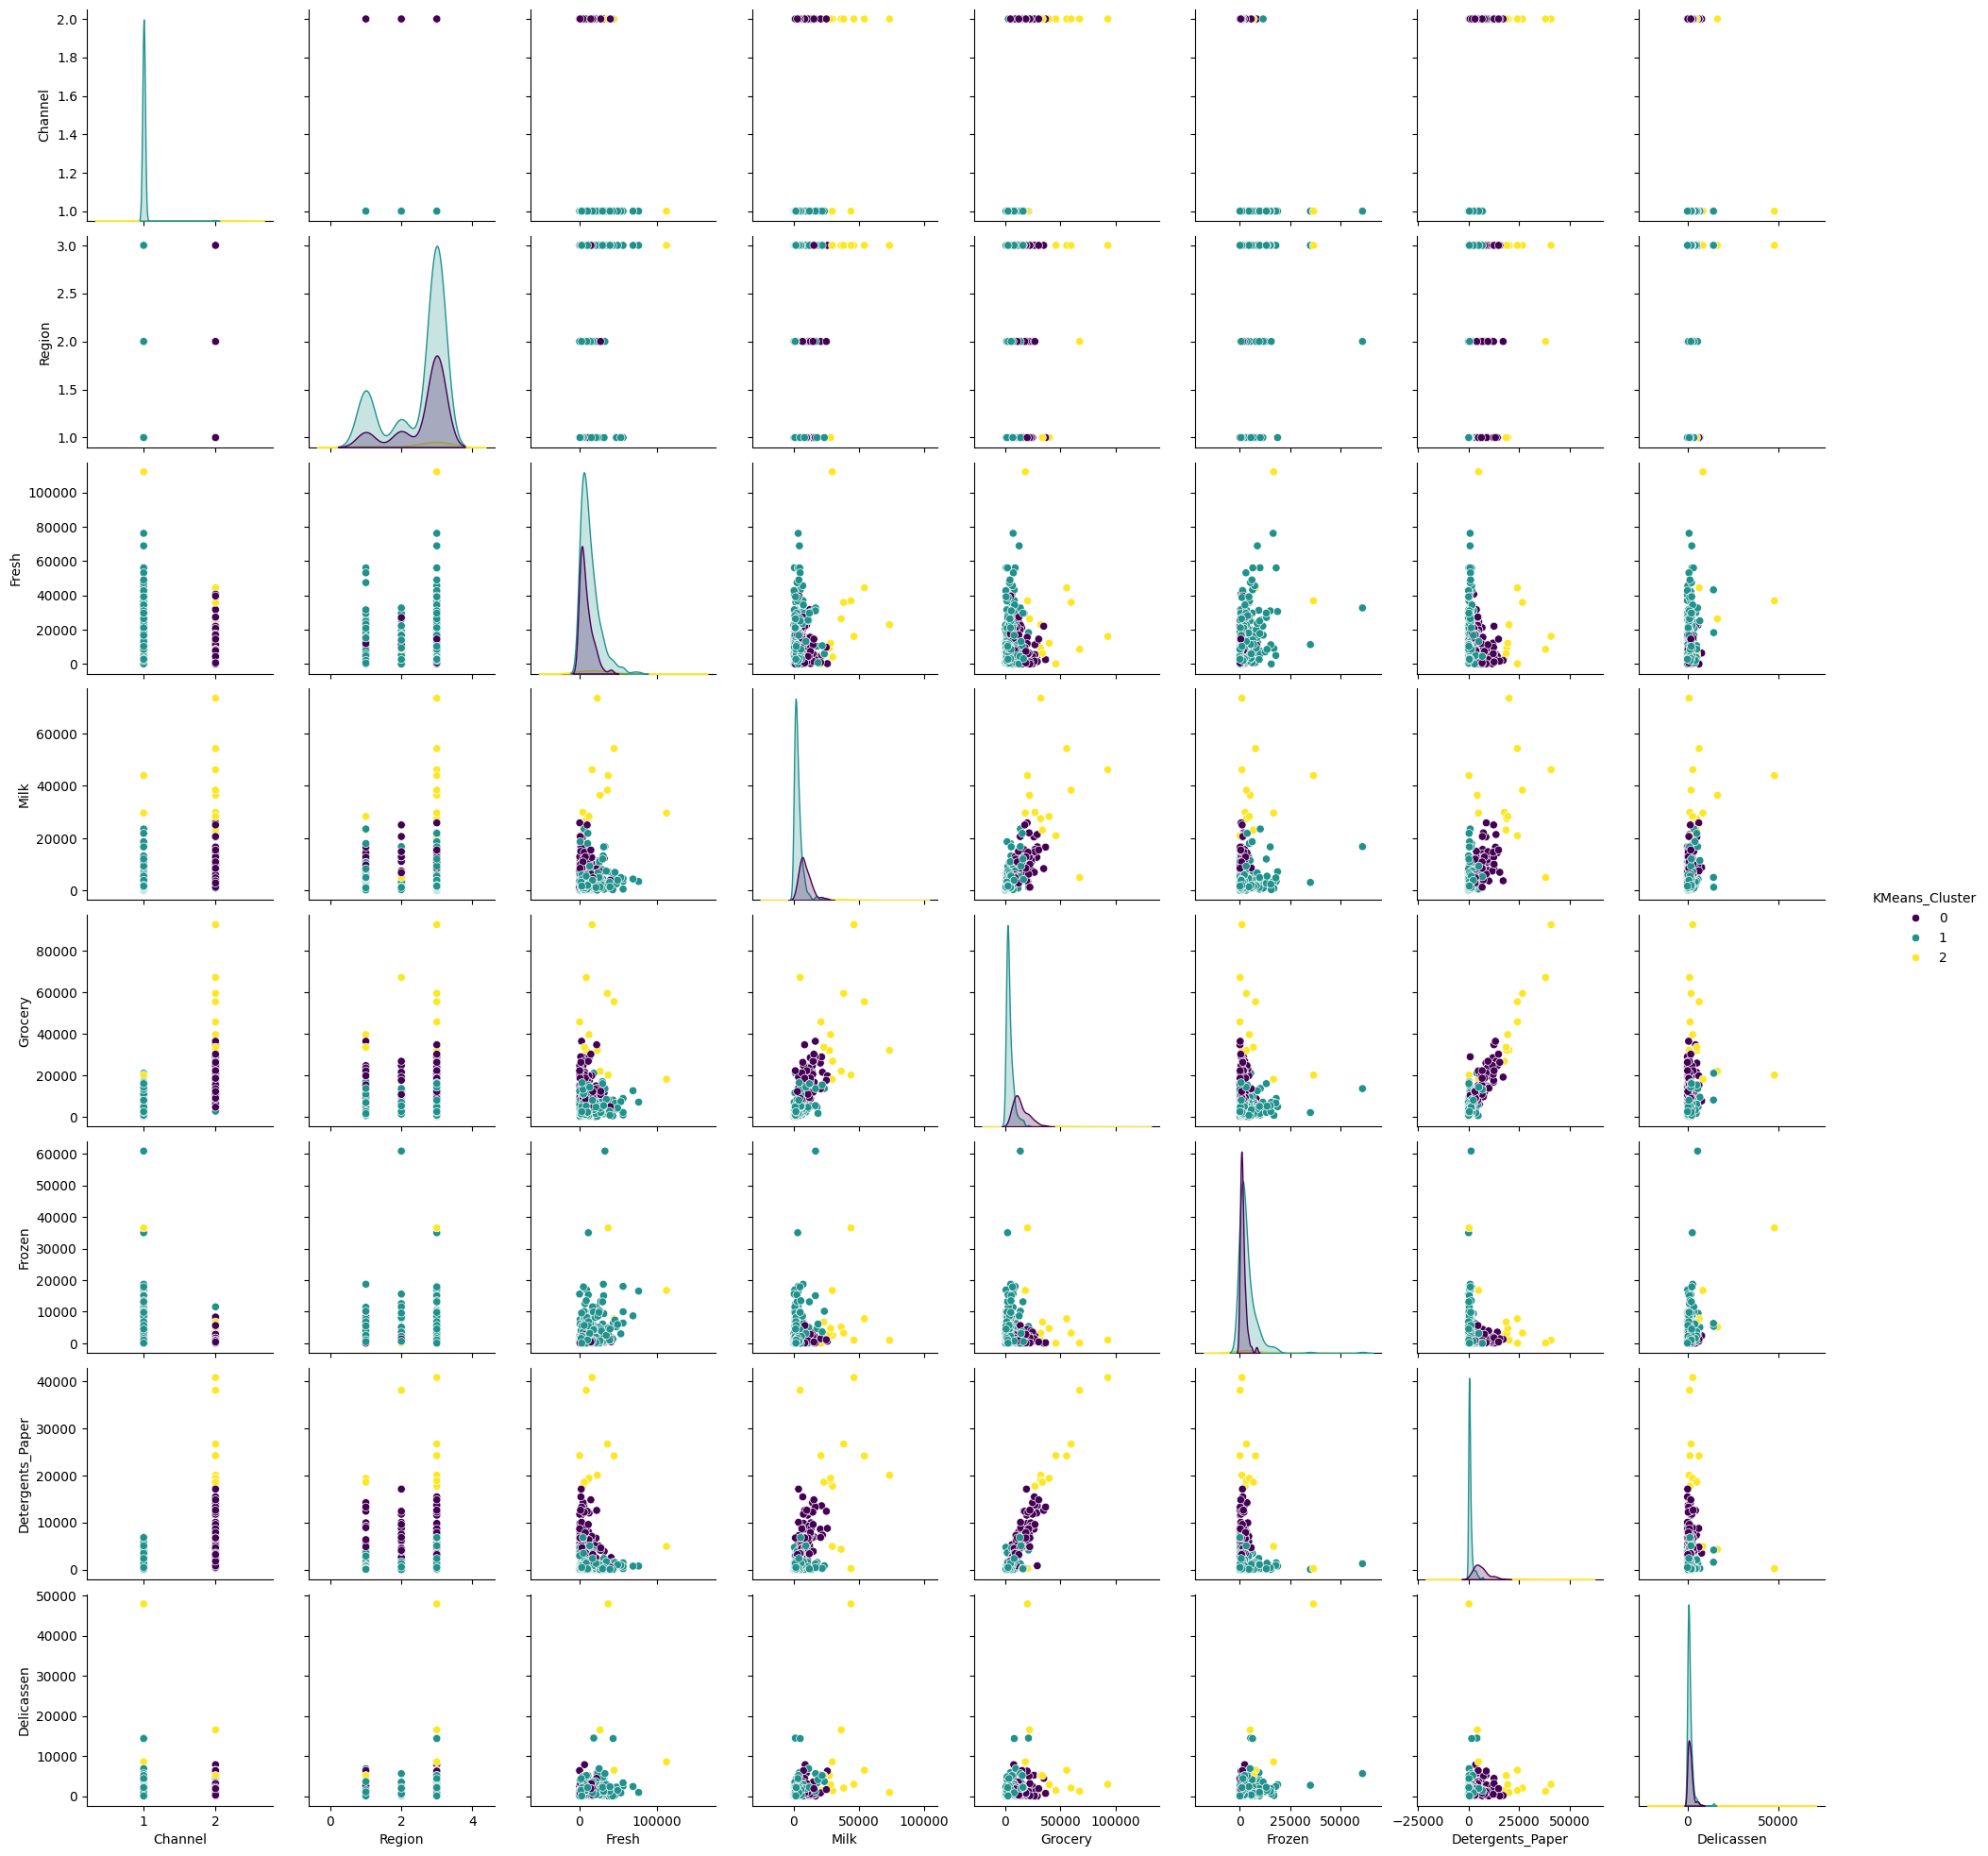 2.0
1.8
1.6
1.4
1.2
1.0
Channel
3.0
2.5
2.0
1.5
1.0
Region
100000
80000
60000
40000
20000
0
Fresh
60000
40000
20000
0
Milk
80000
60000
40000
20000
0
Grocery
60000
50000
40000
30000
20000
10000
0
Frozen
40000
30000
20000
10000
0
Detergents_Paper
50000
40000
30000
20000
10000
0
Delicassen
1 2
Channel
0 2 4
Region
0 100000
Fresh
0 50000 100000
Milk
0 50000 100000
Grocery
0 25000 50000
Frozen
−25000 0 25000 50000
Detergents_Paper
0 50000
Delicassen
KMeans_Cluster
0
1
2